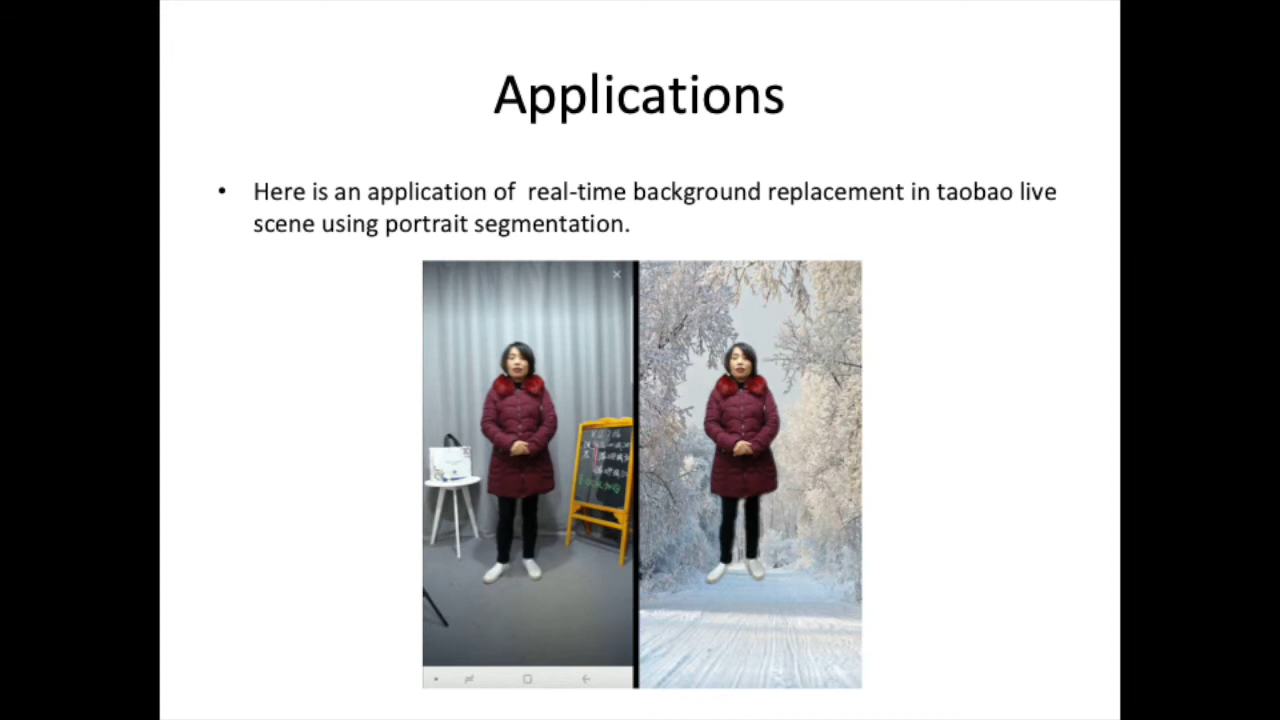 Applications
• Here is an application of  real-time background replacement in taobao live
scene using portrait segmentation.